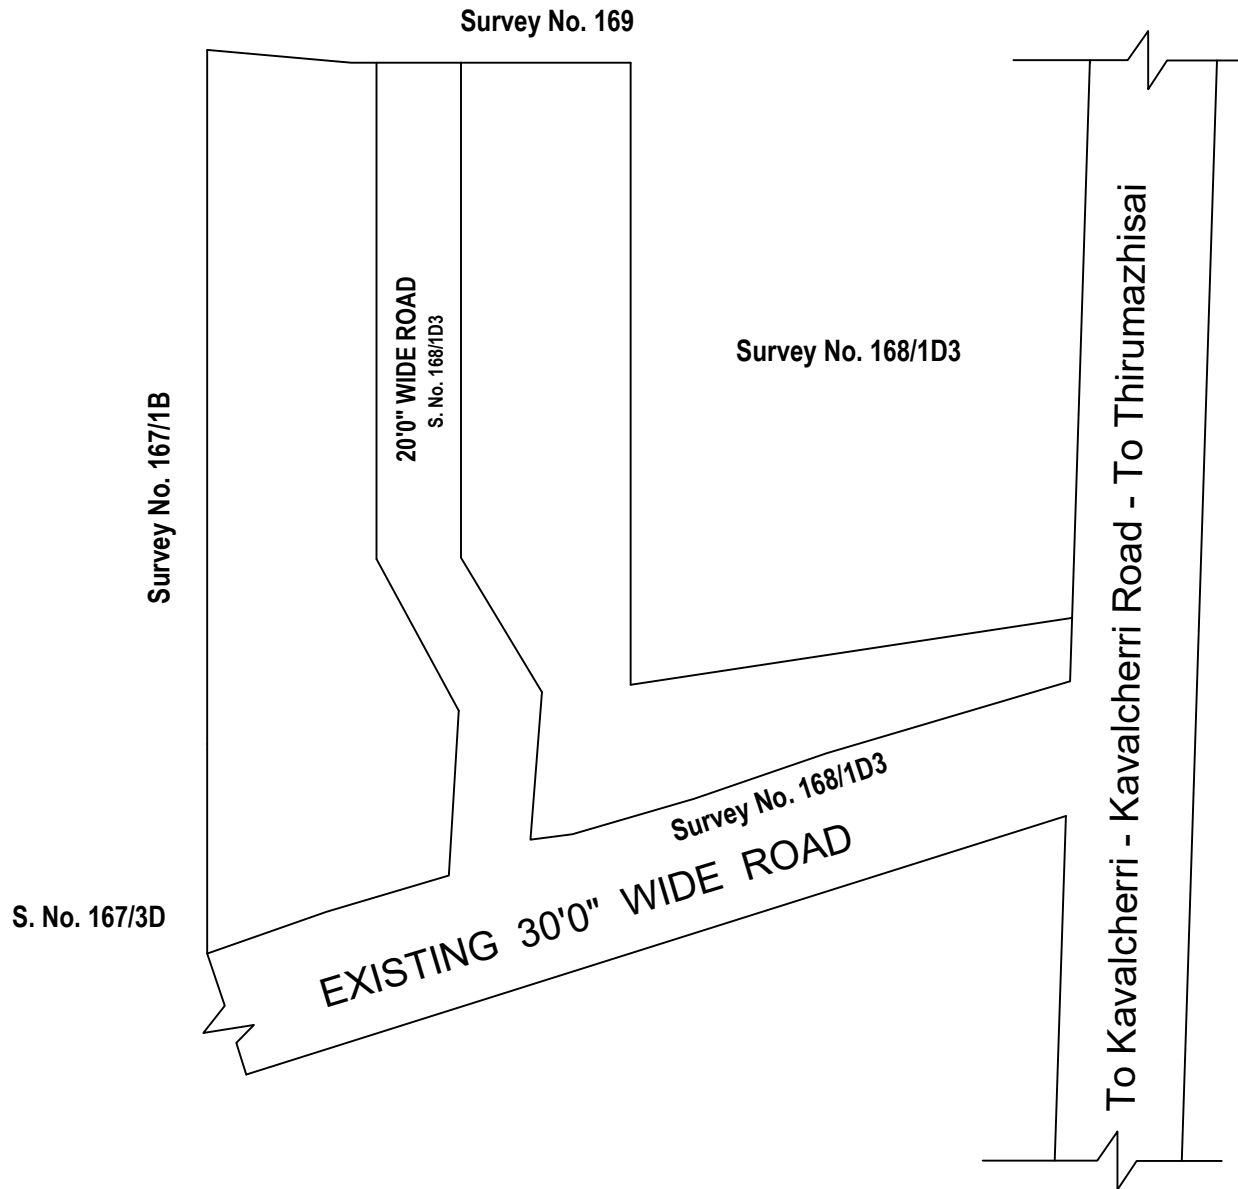 Survey No. 169
20'0" WIDE ROAD
S. No. 168/1D3
Survey No. 168/1D3
Survey No. 167/1B
To Kavalcherri - Kavalcherri Road - To Thirumazhisai
Survey No. 168/1D3
EXISTING 30'0" WIDE ROAD
S. No. 167/3D